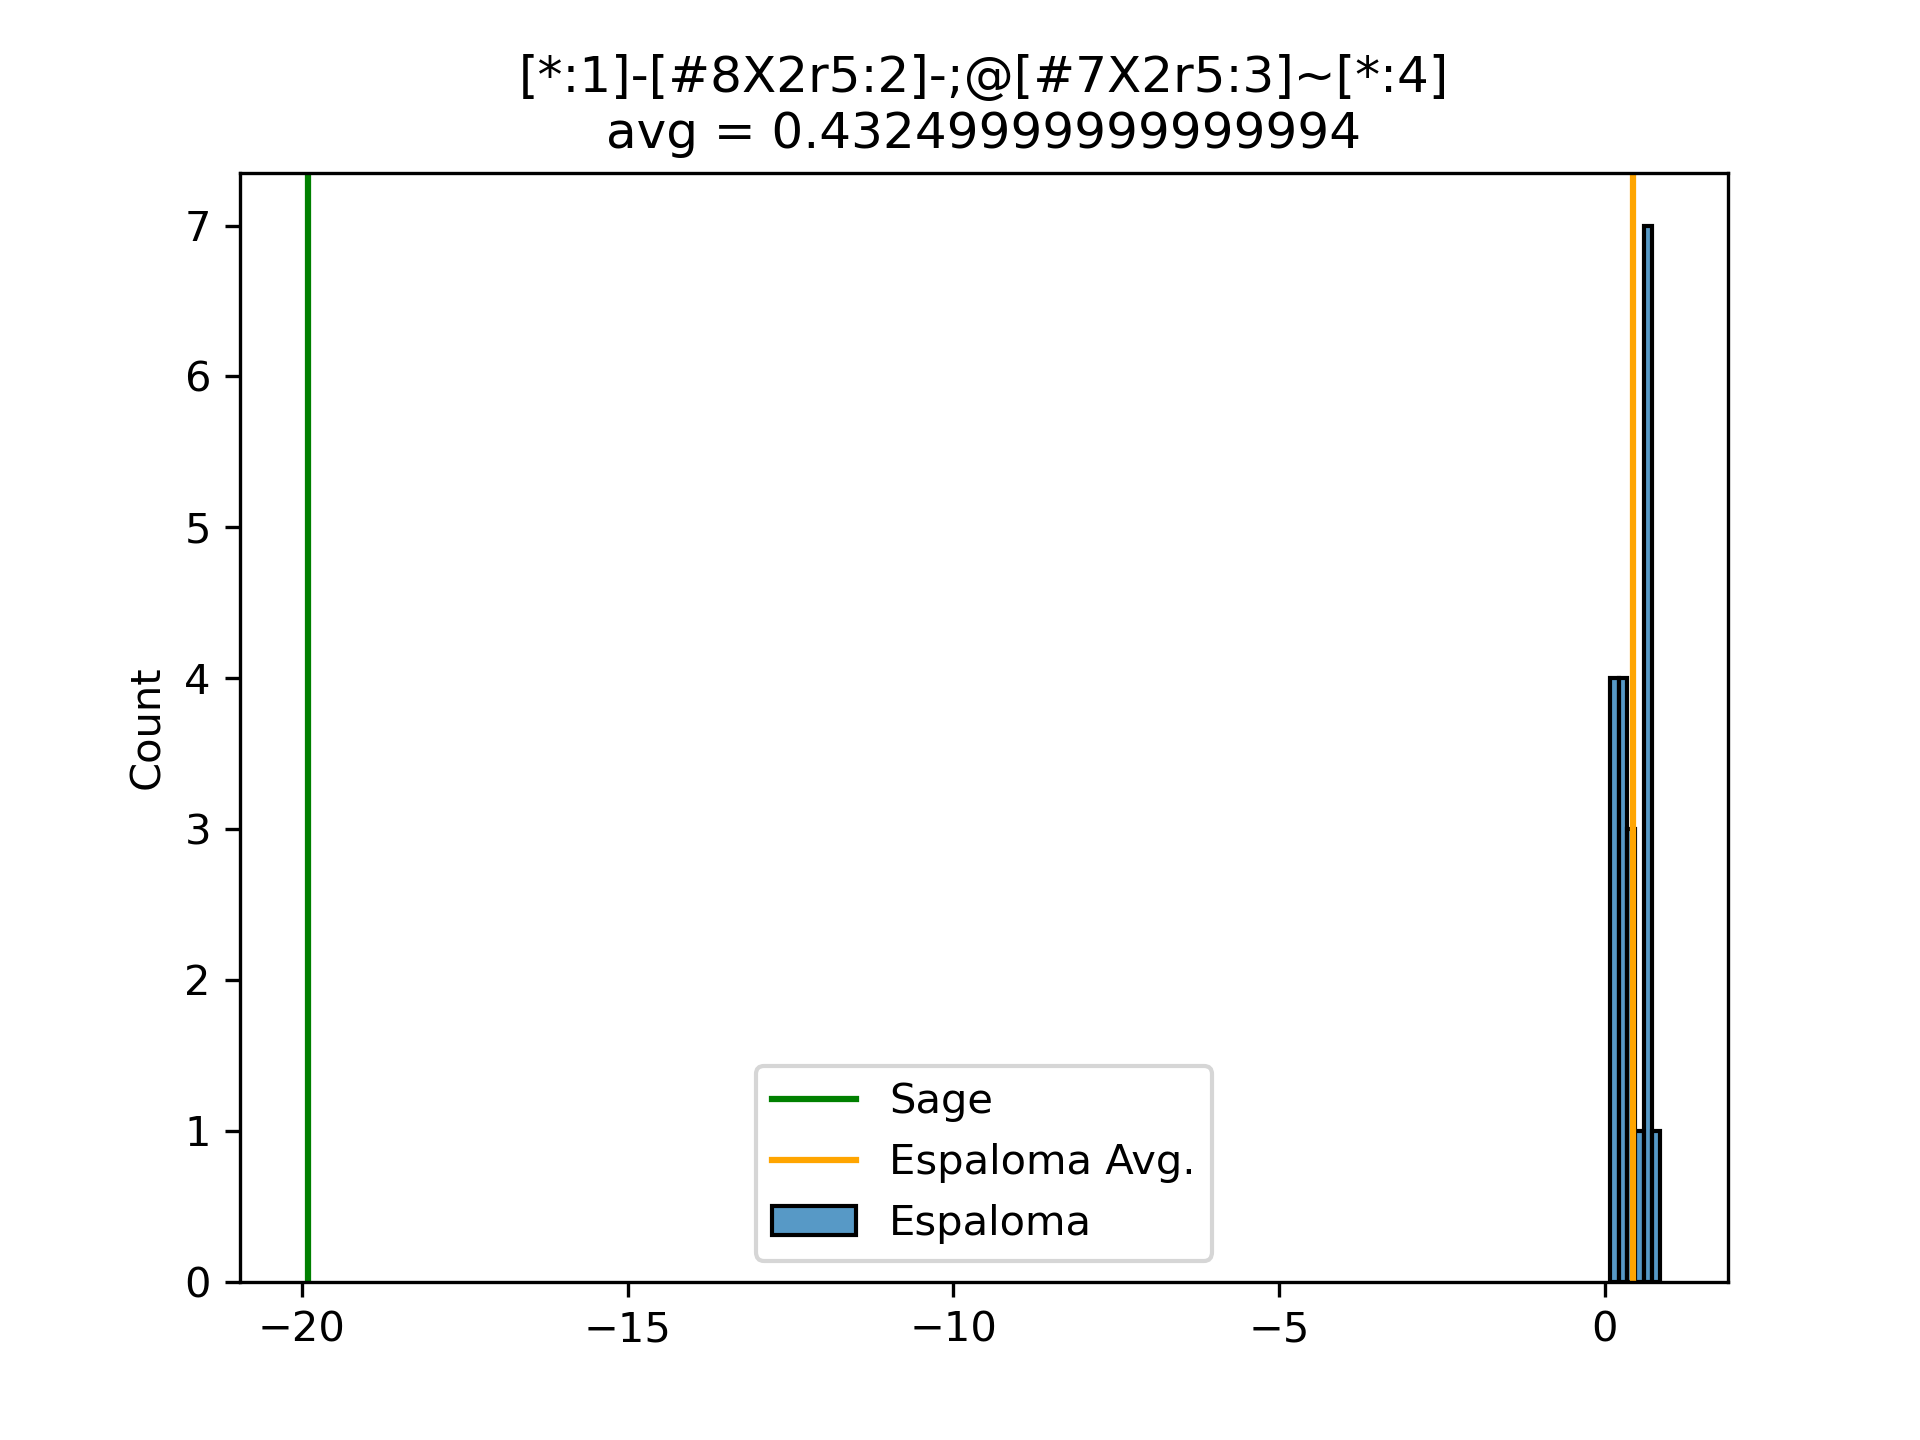 [*:1]-[#8X2r5:2]-;@[#7X2r5:3]~[*:4]
avg = 0.43249999999999994
7
6
5
4
3
2
1
0
Count
Sage
Espaloma Avg.
Espaloma
−20
−15
−10
−5
0